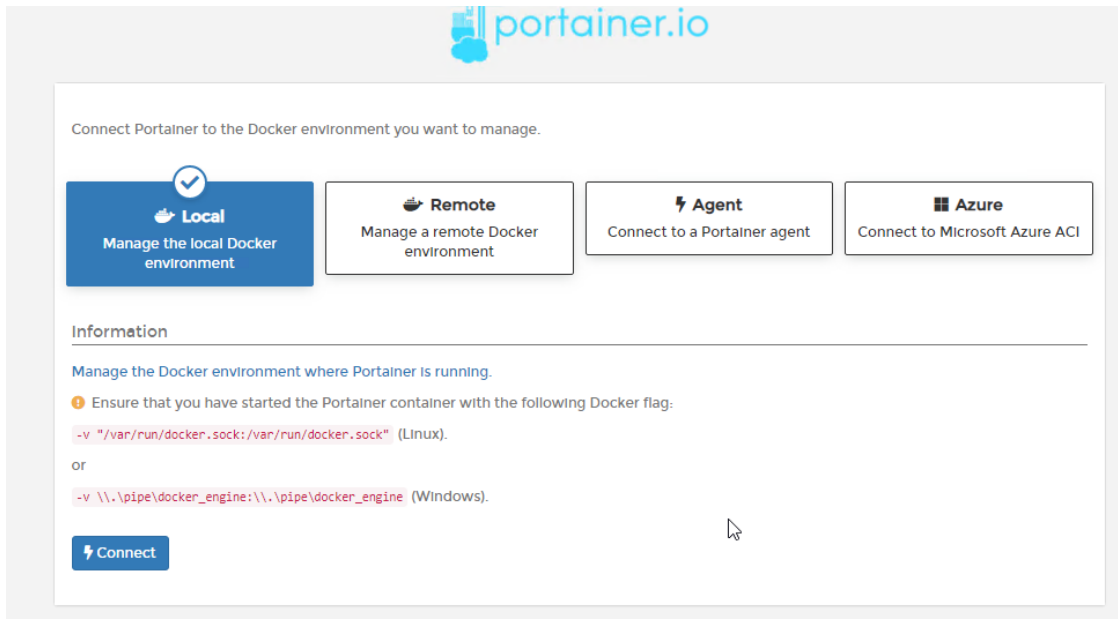 portainer.io
Connect Portainer to the Docker environment you want to manage.
Local
Manage the local Docker
environment
Remote
Manage a remote Docker
environment
Agent
Connect to a Portainer agent
Azure
Connect to Microsoft Azure ACI
Information
Manage the Docker environment where Portainer is running.
Ensure that you have started the Portainer container with the following Docker flag:
-v "/var/run/docker.sock:/var/run/docker.sock" (Linux).
or
-v \\.\pipe\docker_engine:\\.\pipe\docker_engine (Windows).
Connect